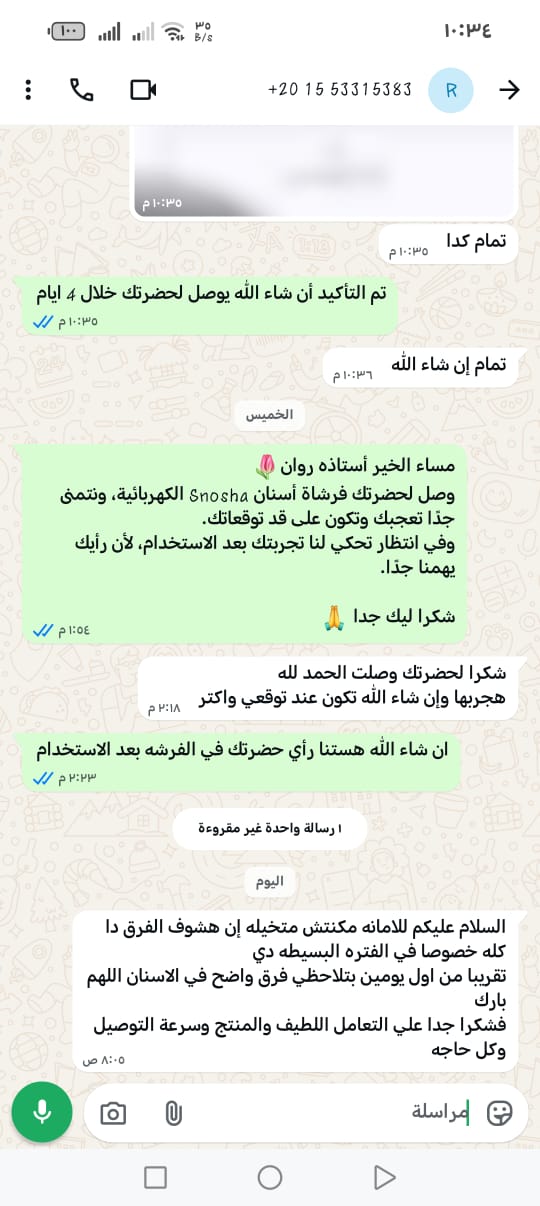 ١٠:٣٤
٣٥ B/s
١٠٠
+20 15 53315383
R
١٠:٣٥ م
تمام كدا
١٠:٣٥ م
تم التأكيد أن شاء الله يوصل لحضرتك خلال 4 ايام
١٠:٣٥ م
تمام إن شاء الله
١٠:٣٦ م
الخميس
مساء الخير أستاذه روان 🌷
وصل لحضرتك فرشاة أسنان Snosha الكهربائية، ونتمنى
جدًا تعجبك وتكون على قد توقعاتك.
وفي انتظار تحكي لنا تجربتك بعد الاستخدام، لأن رأيك
يهمنا جدًا.
شكرا ليك جدا 🙏
١:٥٤ م
شكرا لحضرتك وصلت الحمد لله
هجربها وإن شاء الله تكون عند توقعي واكتر
٢:١٨ م
ان شاء الله هستنا رأي حضرتك في الفرشه بعد الاستخدام
٢:٢٣ م
١ رسالة واحدة غير مقروءة
اليوم
السلام عليكم للامانه مكنتش متخيله إن هشوف الفرق دا
كله خصوصا في الفتره البسيطه دي
تقريبا من اول يومين بتلاحظي فرق واضح في الاسنان اللهم
بارك
فشكرا جدا علي التعامل اللطيف والمنتج وسرعة التوصيل
وكل حاجه
٨:٠٥ ص
مراسلة